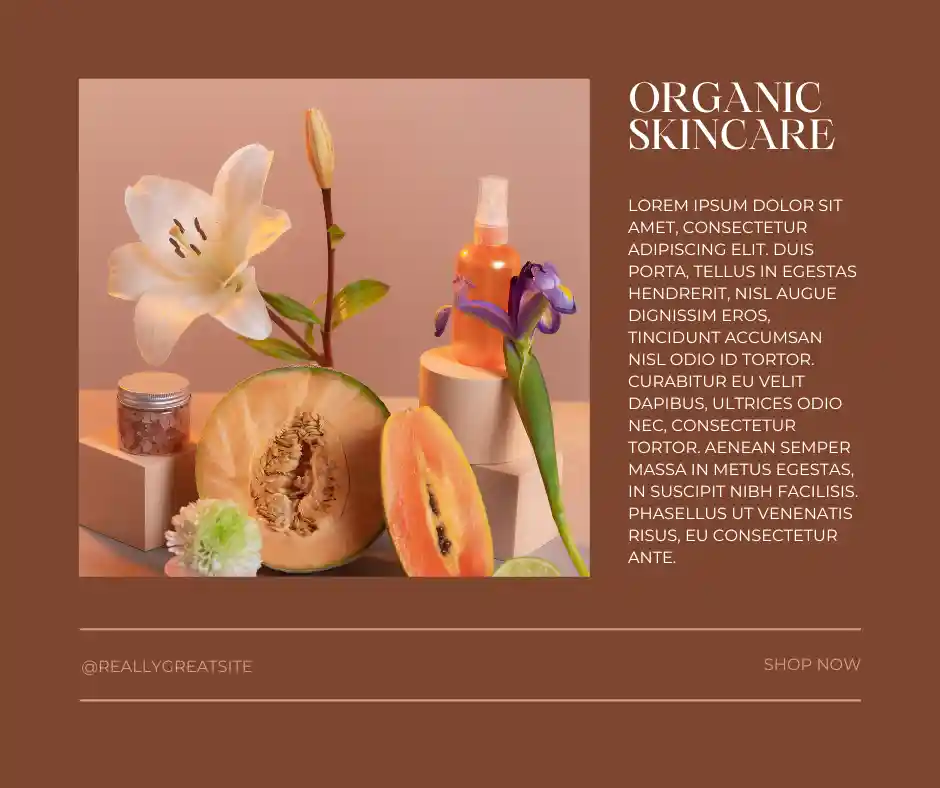 ORGANIC
SKINCARE
LOREM IPSUM DOLOR SIT
AMET, CONSECTETUR
ADIPISCING ELIT. DUIS
PORTA, TELLUS IN EGESTAS
HENDRERIT, NISL AUGUE
DIGNISSIM EROS,
TINCIDUNT ACCUMSAN
NISL ODIO ID TORTOR.
CURABITUR EU VELIT
DAPIBUS, ULTRICES ODIO
NEC, CONSECTETUR
TORTOR. AENEAN SEMPER
MASSA IN METUS EGESTAS,
IN SUSCIPIT NIBH FACILISIS.
PHASELLUS UT VENENATIS
RISUS, EU CONSECTETUR
ANTE.
@REALLYGREATSITE
SHOP NOW